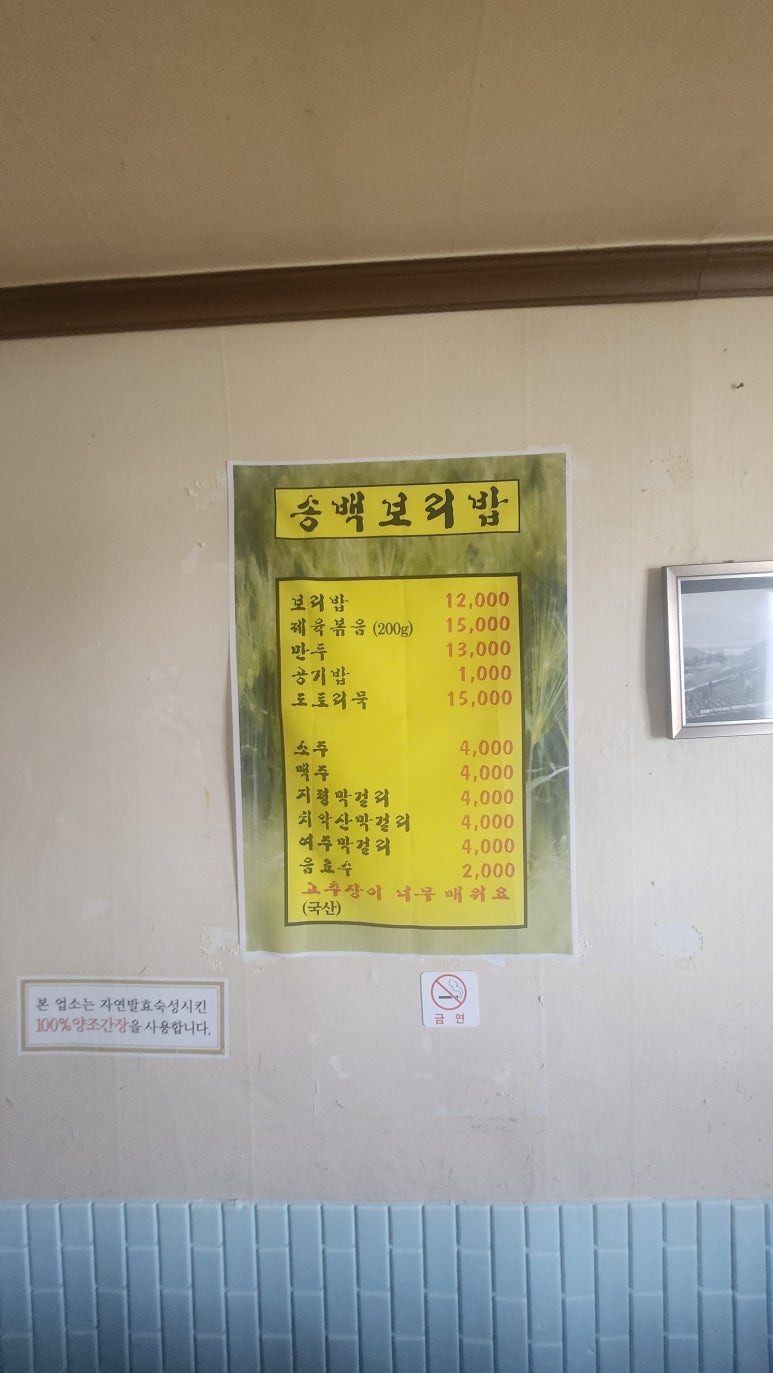 송백보리밥
보리밥 12,000
제육볶음 (200g) 15,000
만두 13,000
공기밥 1,000
도토리묵 15,000
소주 4,000
맥주 4,000
지평막걸리 4,000
치악산막걸리 4,000
여주막걸리 4,000
음료수 2,000
고추장이 너무 매워요
(국산)
본 업소는 자연발효숙성시킨
100%양조간장을 사용합니다.
금 연